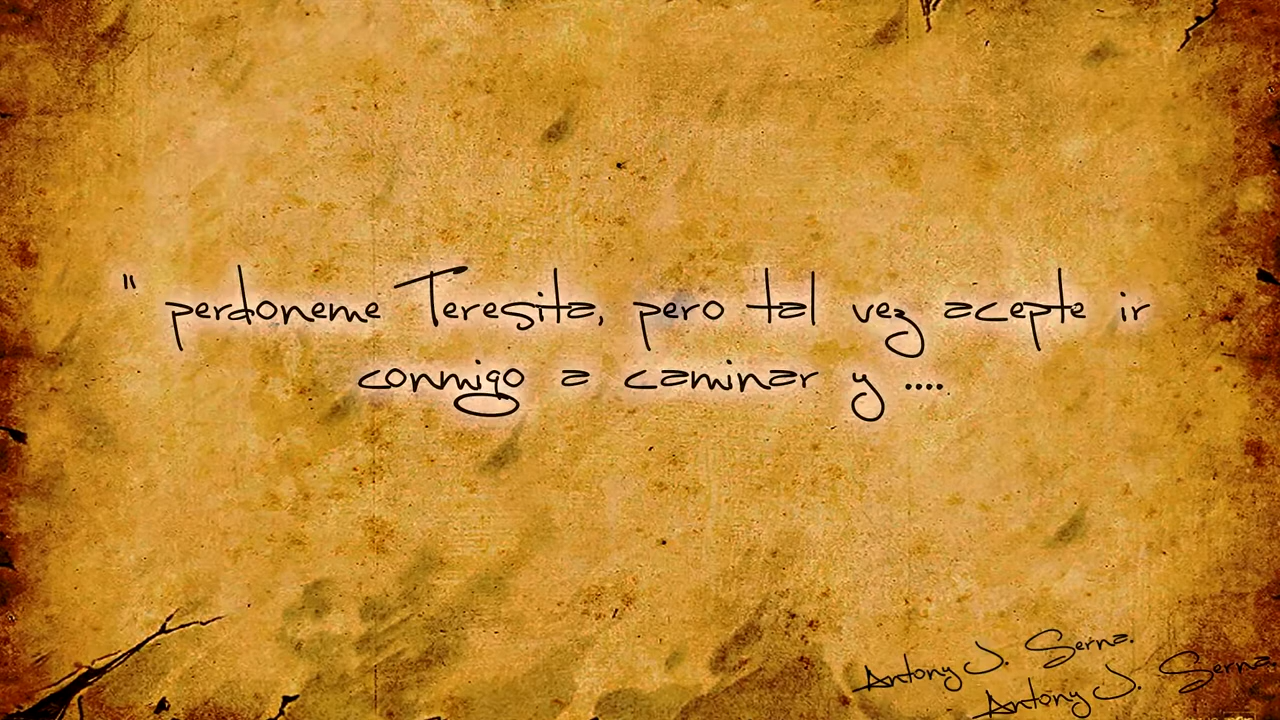 " perdoneme Teresita, pero tal vez acepte ir
conmigo a caminar y ....
Antony J. Serna.
Antony J. Serna